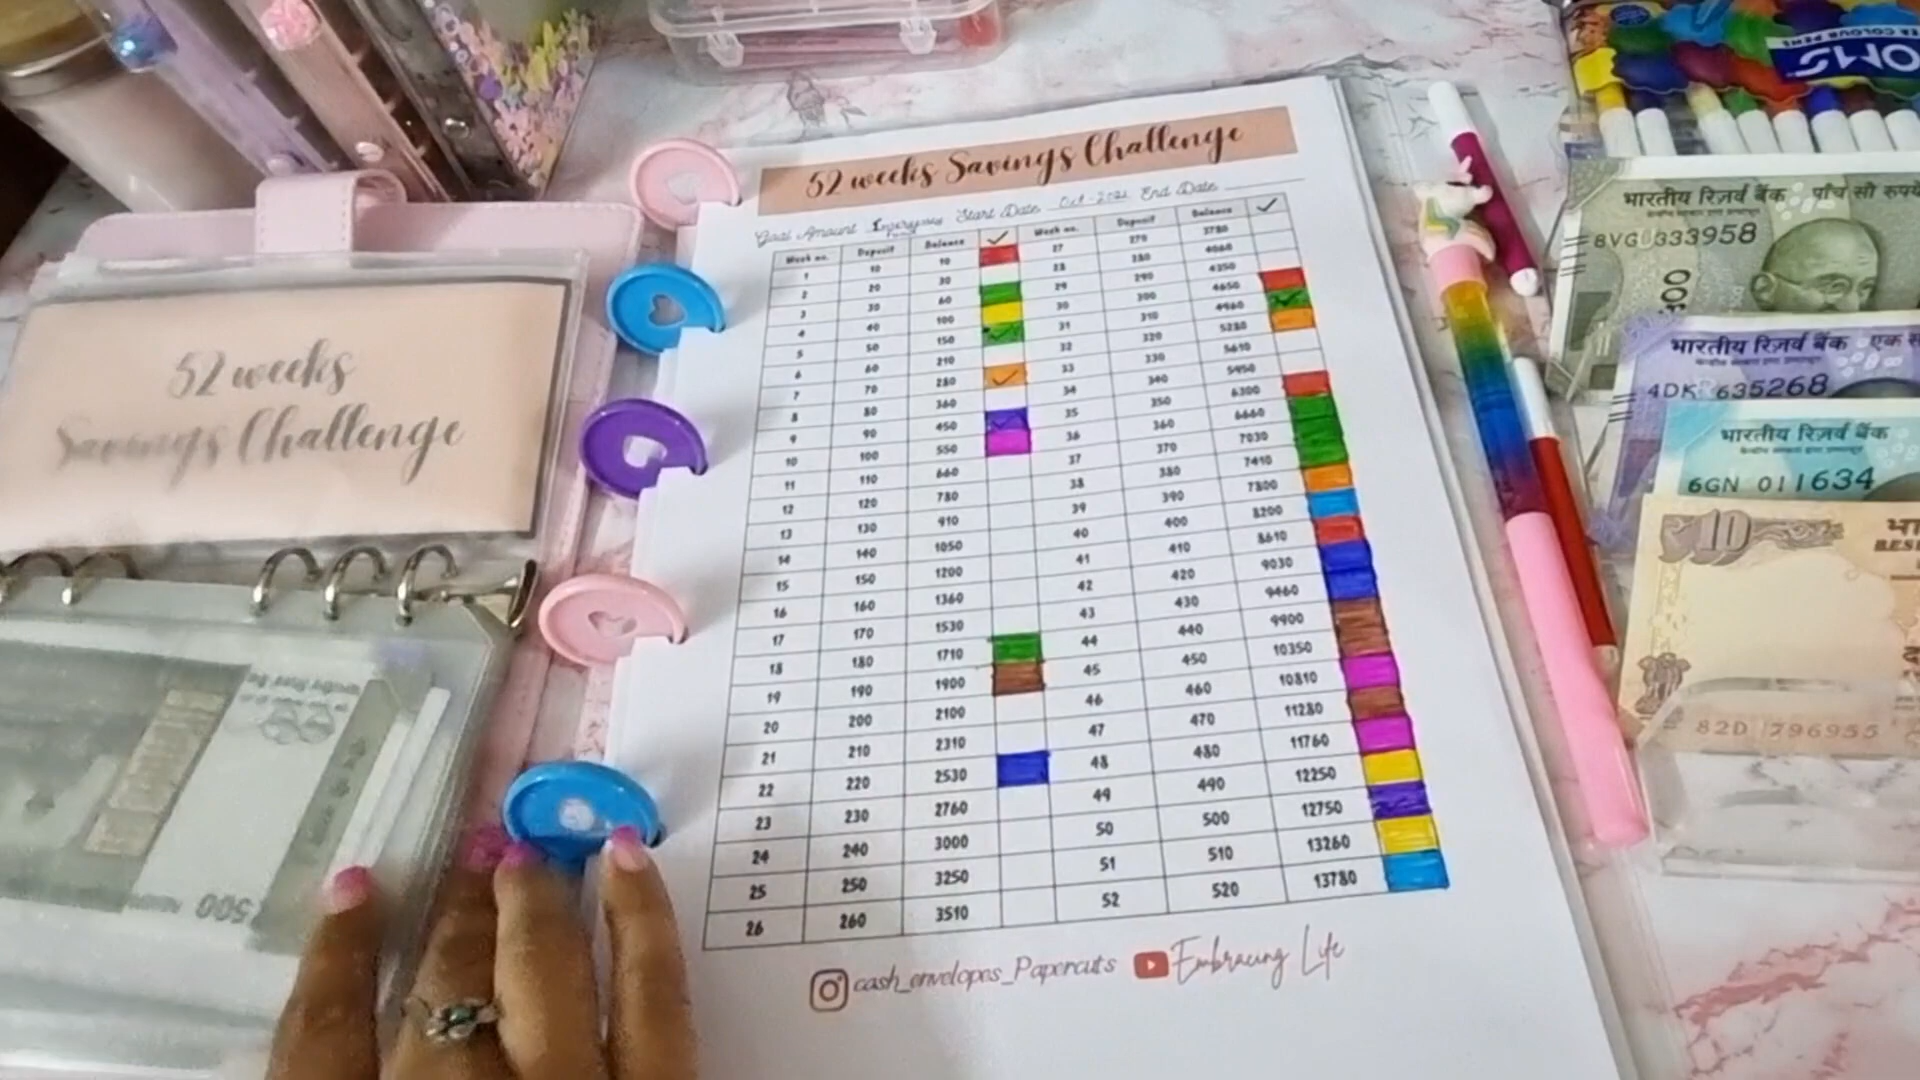 52 weeks Savings Challenge
Goal Amount In ₹ Start Date Oct-2021 End Date
Week no. Deposit Balance ✓ Week no. Deposit Balance ✓
1 10 10 27 270 3780
2 20 30 28 280 4060
3 30 60 29 290 4350
4 40 100 30 300 4650
5 50 150 31 310 4960
6 60 210 32 320 5280
7 70 280 33 330 5610
8 80 360 34 340 5950
9 90 450 35 350 6300
10 100 550 36 360 6660
11 110 660 37 370 7030
12 120 780 38 380 7410
13 130 910 39 390 7800
14 140 1050 40 400 8200
15 150 1200 41 410 8610
16 160 1360 42 420 9030
17 170 1530 43 430 9460
18 180 1710 44 440 9900
19 190 1900 45 450 10350
20 200 2100 46 460 10810
21 210 2310 47 470 11280
22 220 2530 48 480 11760
23 230 2760 49 490 12250
24 240 3000 50 500 12750
25 250 3250 51 510 13260
26 260 3510 52 520 13780
cash_envelopes_Papercuts Embracing Life
52 weeks
Savings Challenge
500
DOMS
भारतीय रिज़र्व बैंक पाँच सौ रुपये
8VG 333958
भारतीय रिज़र्व बैंक एक
4DK 635268
भारतीय रिज़र्व बैंक
6GN 011634
₹10
82D 796955